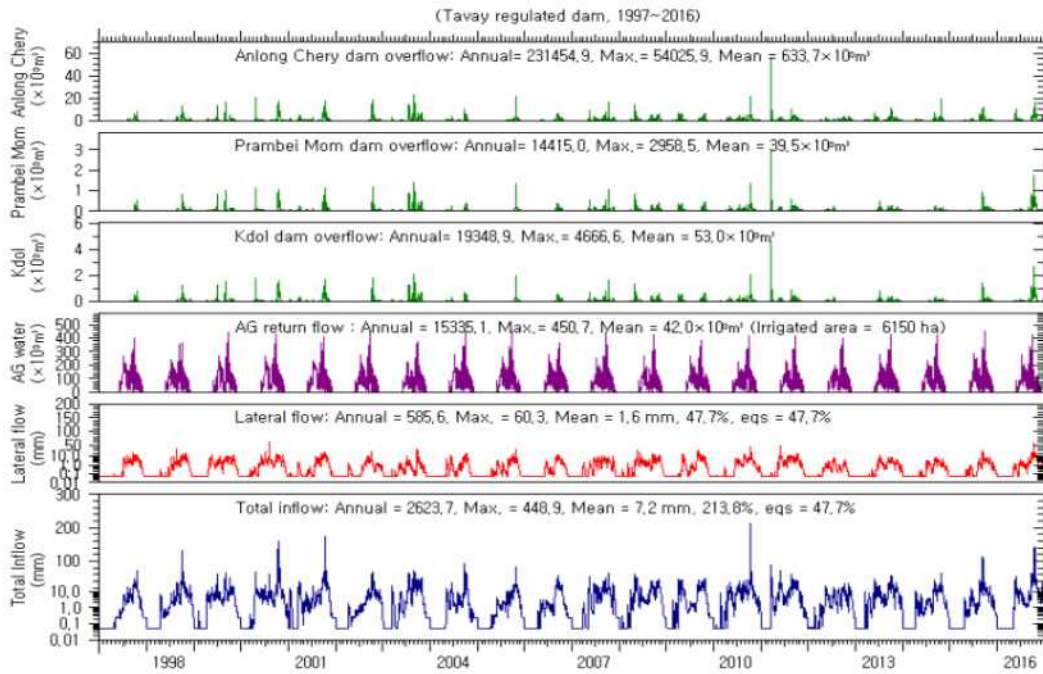 (Tavay regulated dam, 1997~2016)
Anlong Chery
(×10³m³)
60
40
20
0
Anlong Chery dam overflow: Annual= 231454.9, Max.= 54025.9, Mean = 633.7×10³m³
Prambei Mom
(×10³m³)
3
2
1
0
Prambei Mom dam overflow: Annual= 14415.0, Max.= 2958.5, Mean = 39.5×10³m³
Kdol
(×10³m³)
6
4
2
0
Kdol dam overflow: Annual= 19348.9, Max.= 4666.6, Mean = 53.0×10³m³
AG water
(×10³m³)
500
400
300
200
100
0
AG return flow : Annual = 15335.1, Max.= 450.7, Mean = 42.0×10³m³ (Irrigated area = 6150 ha)
Lateral flow
(mm)
200
150
100
50
10.0
1.0
0.1
0.01
Lateral flow: Annual = 585.6, Max. = 60.3, Mean = 1.6 mm, 47.7%, eqs = 47.7%
Total Inflow
(mm)
300
200
100
10.0
1.0
0.1
0.01
Total inflow: Annual = 2623.7, Max. = 448.9, Mean = 7.2 mm, 213.8%, eqs = 47.7%
1998 2001 2004 2007 2010 2013 2016